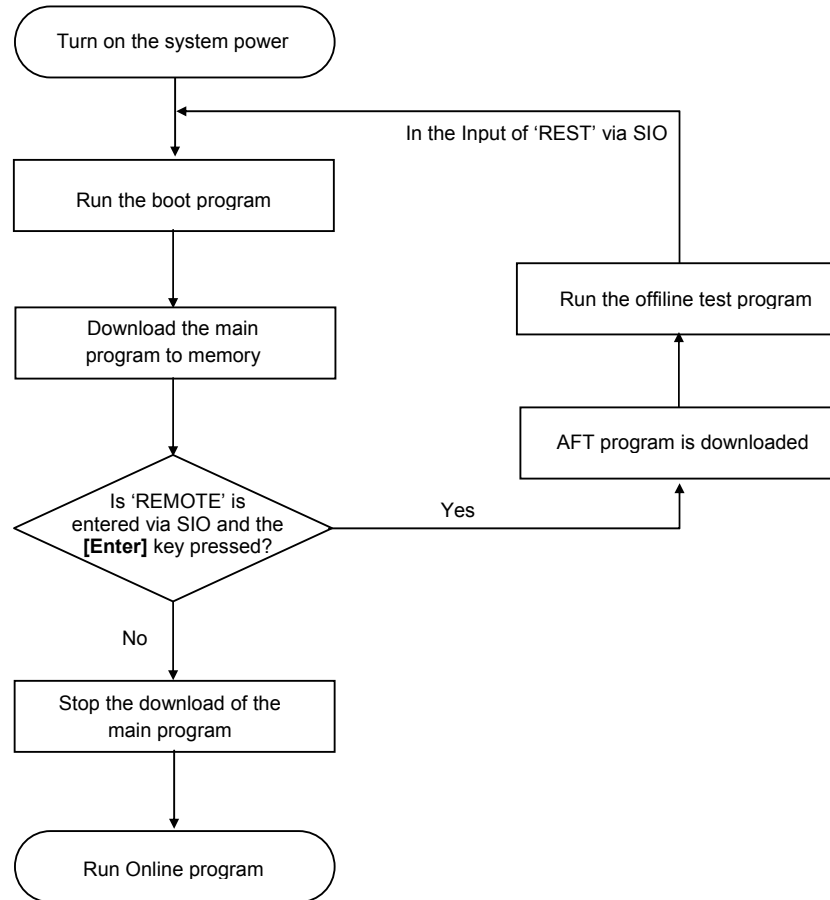 Turn on the system power
In the Input of ‘REST’ via SIO
Run the boot program
Run the offiline test program
Download the main
program to memory
AFT program is downloaded
Is ‘REMOTE’ is
entered via SIO and the
[Enter] key pressed?
Yes
No
Stop the download of the
main program
Run Online program